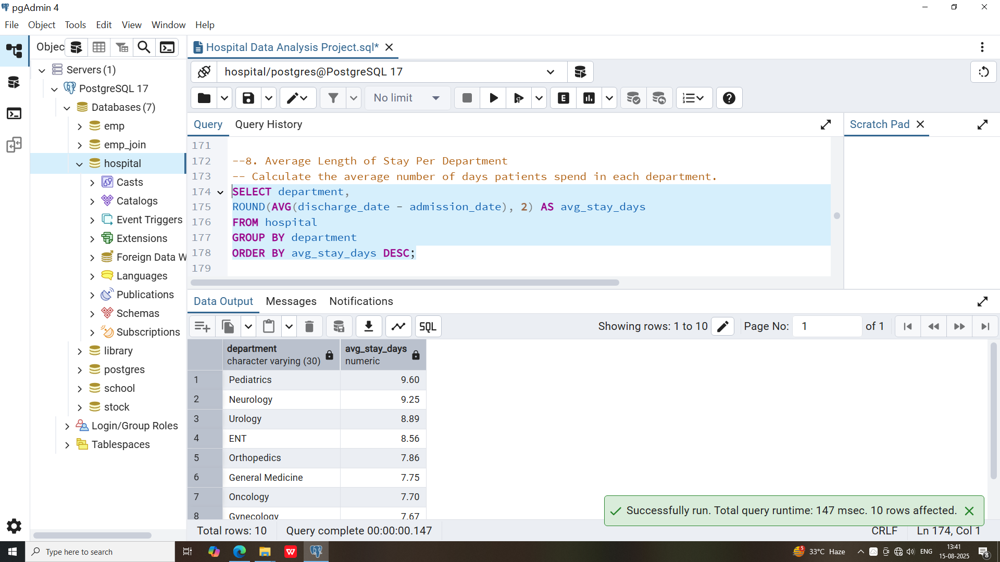 pgAdmin 4
File Object Tools Edit View Window Help
Objec
Hospital Data Analysis Project.sql*
Servers (1)
hospital/postgres@PostgreSQL 17
PostgreSQL 17
No limit
Databases (7)
emp
Query Query History
Scratch Pad
emp_join
hospital
Casts
Catalogs
Event Triggers
Extensions
Foreign Data W
Languages
Publications
Schemas
Subscriptions
library
postgres
school
stock
Login/Group Roles
Tablespaces
171
172 --8. Average Length of Stay Per Department
173 -- Calculate the average number of days patients spend in each department.
174 SELECT department,
175 ROUND(AVG(discharge_date - admission_date), 2) AS avg_stay_days
176 FROM hospital
177 GROUP BY department
178 ORDER BY avg_stay_days DESC;
179
Data Output Messages Notifications
SQL
Showing rows: 1 to 10
Page No: 1 of 1
department avg_stay_days
character varying (30) numeric
1 Pediatrics 9.60
2 Neurology 9.25
3 Urology 8.89
4 ENT 8.56
5 Orthopedics 7.86
6 General Medicine 7.75
7 Oncology 7.70
8 Gynecology 7.67
Successfully run. Total query runtime: 147 msec. 10 rows affected.
Total rows: 10 Query complete 00:00:00.147 CRLF Ln 174, Col 1
Type here to search
5
33°C Haze
ENG
13:41
15-08-2025
8